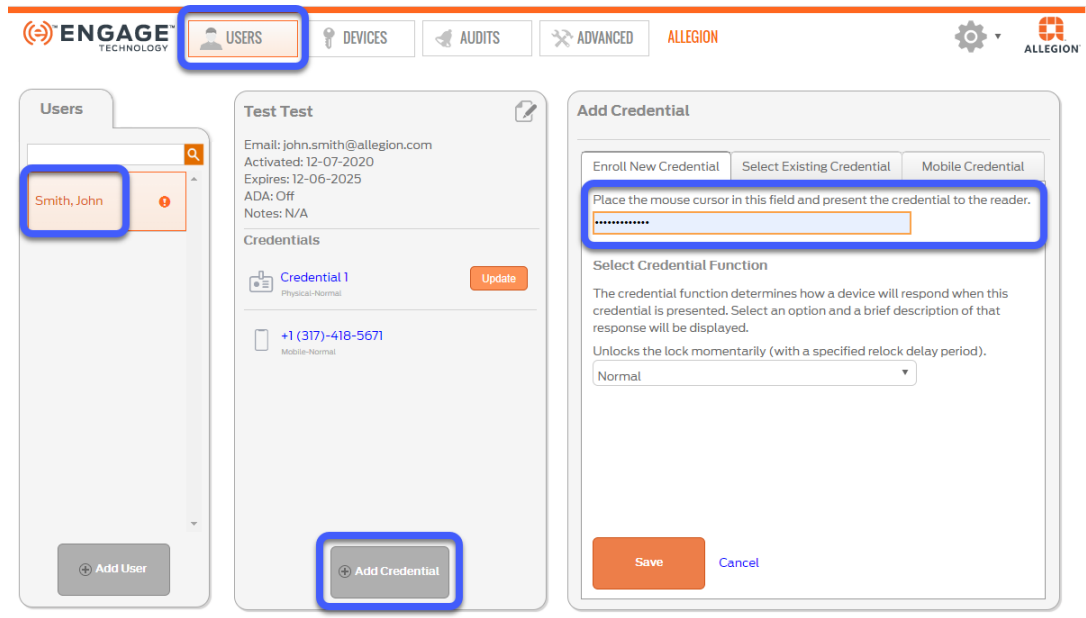 ENGAGE™
TECHNOLOGY
USERS
DEVICES
AUDITS
ADVANCED
ALLEGION
ALLEGION
Users
Smith, John
Add User
Test Test
Email: john.smith@allegion.com
Activated: 12-07-2020
Expires: 12-06-2025
ADA: Off
Notes: N/A
Credentials
Credential 1
Physical-Normal
Update
+1 (317)-418-5671
Mobile-Normal
Add Credential
Add Credential
Enroll New Credential
Select Existing Credential
Mobile Credential
Place the mouse cursor in this field and present the credential to the reader.
•••••••••••••
Select Credential Function
The credential function determines how a device will respond when this
credential is presented. Select an option and a brief description of that
response will be displayed.
Unlocks the lock momentarily (with a specified relock delay period).
Normal
Save
Cancel